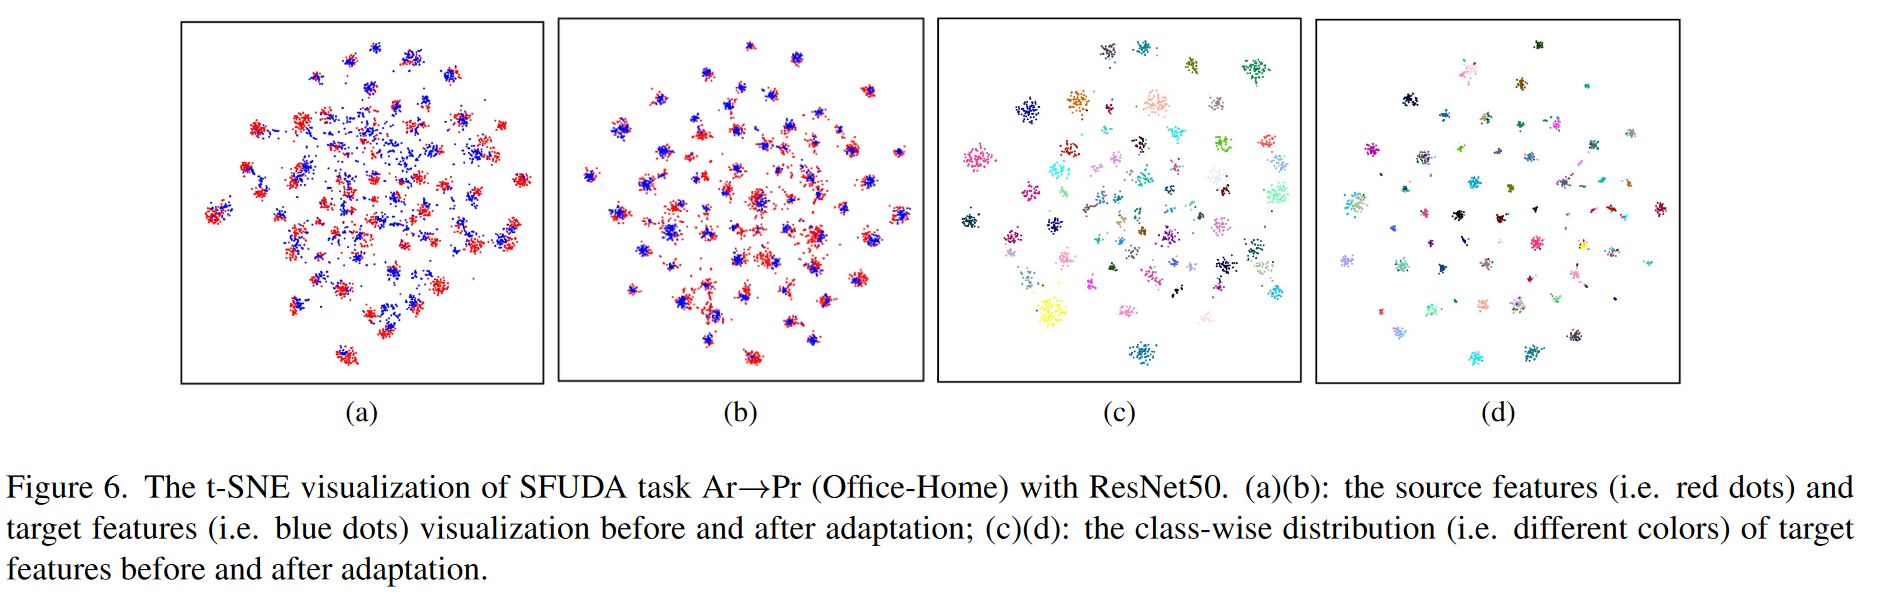 (a) (b) (c) (d)
Figure 6. The t-SNE visualization of SFUDA task Ar→Pr (Office-Home) with ResNet50. (a)(b): the source features (i.e. red dots) and
target features (i.e. blue dots) visualization before and after adaptation; (c)(d): the class-wise distribution (i.e. different colors) of target
features before and after adaptation.